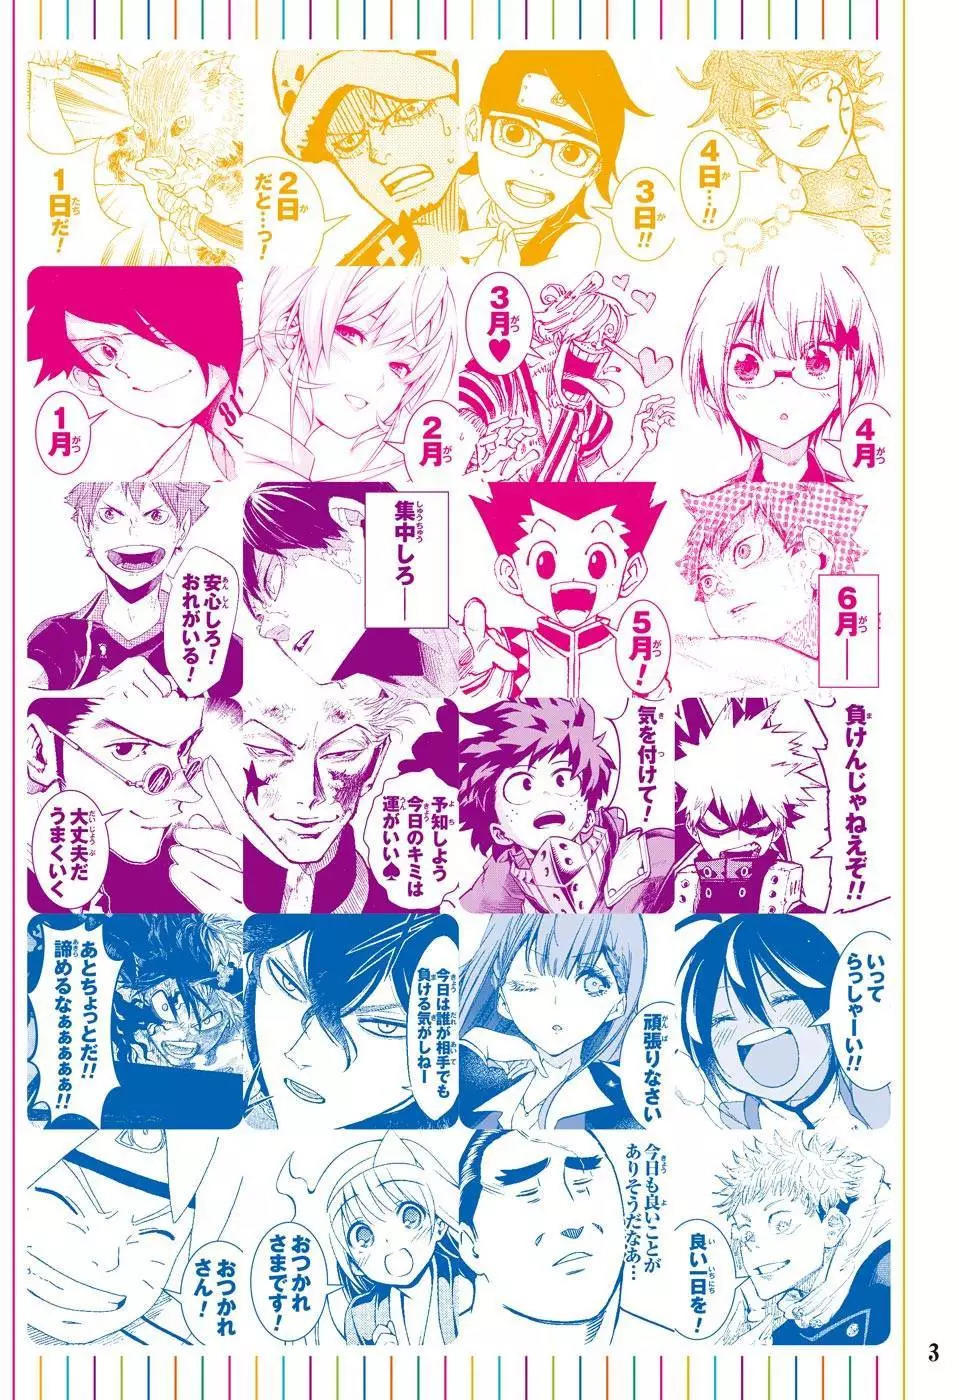 4日…!!
3日!!
2日
だと…っ!
1日だ!
4月
3月♥
2月
1月
6月――
5月!
集中しろ――
安心しろ!
おれがいる!
負けんじゃねえぞ!!
気を付けて!
予知しよう
今日のキミは
運がいい♠
大丈夫だ
うまくいく
いって
らっしゃーい!!
頑張りなさい
今日は誰が相手でも
負ける気がしねー
あとちょっとだ!!
諦めるなぁぁぁぁぁ!!
良い一日を!
今日も良いことが
ありそうだなあ…
おつかれ
さまです!
おつかれ
さん!
3